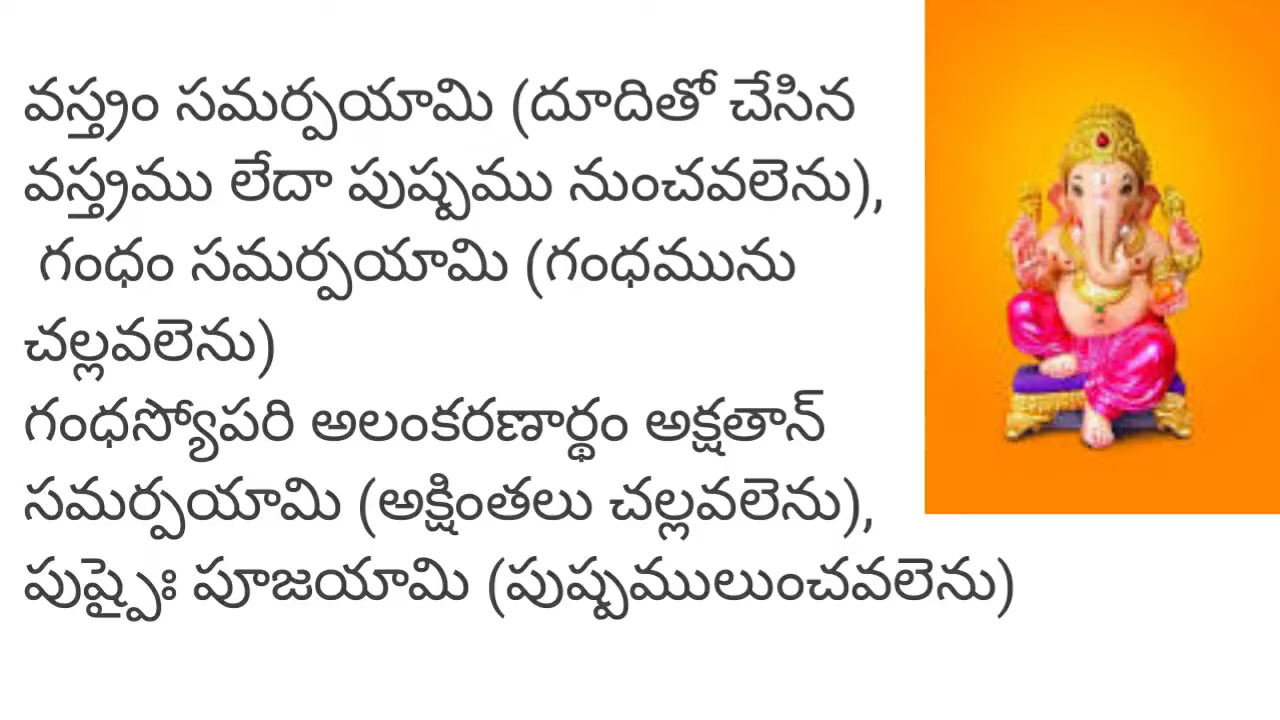 వస్త్రం సమర్పయామి (దూదితో చేసిన
వస్త్రము లేదా పుష్పము నుంచవలెను),
గంధం సమర్పయామి (గంధమును
చల్లవలెను)
గంధస్యోపరి అలంకరణార్థం అక్షతాన్
సమర్పయామి (అక్షింతలు చల్లవలెను),
పుష్పైః పూజయామి (పుష్పములుంచవలెను)